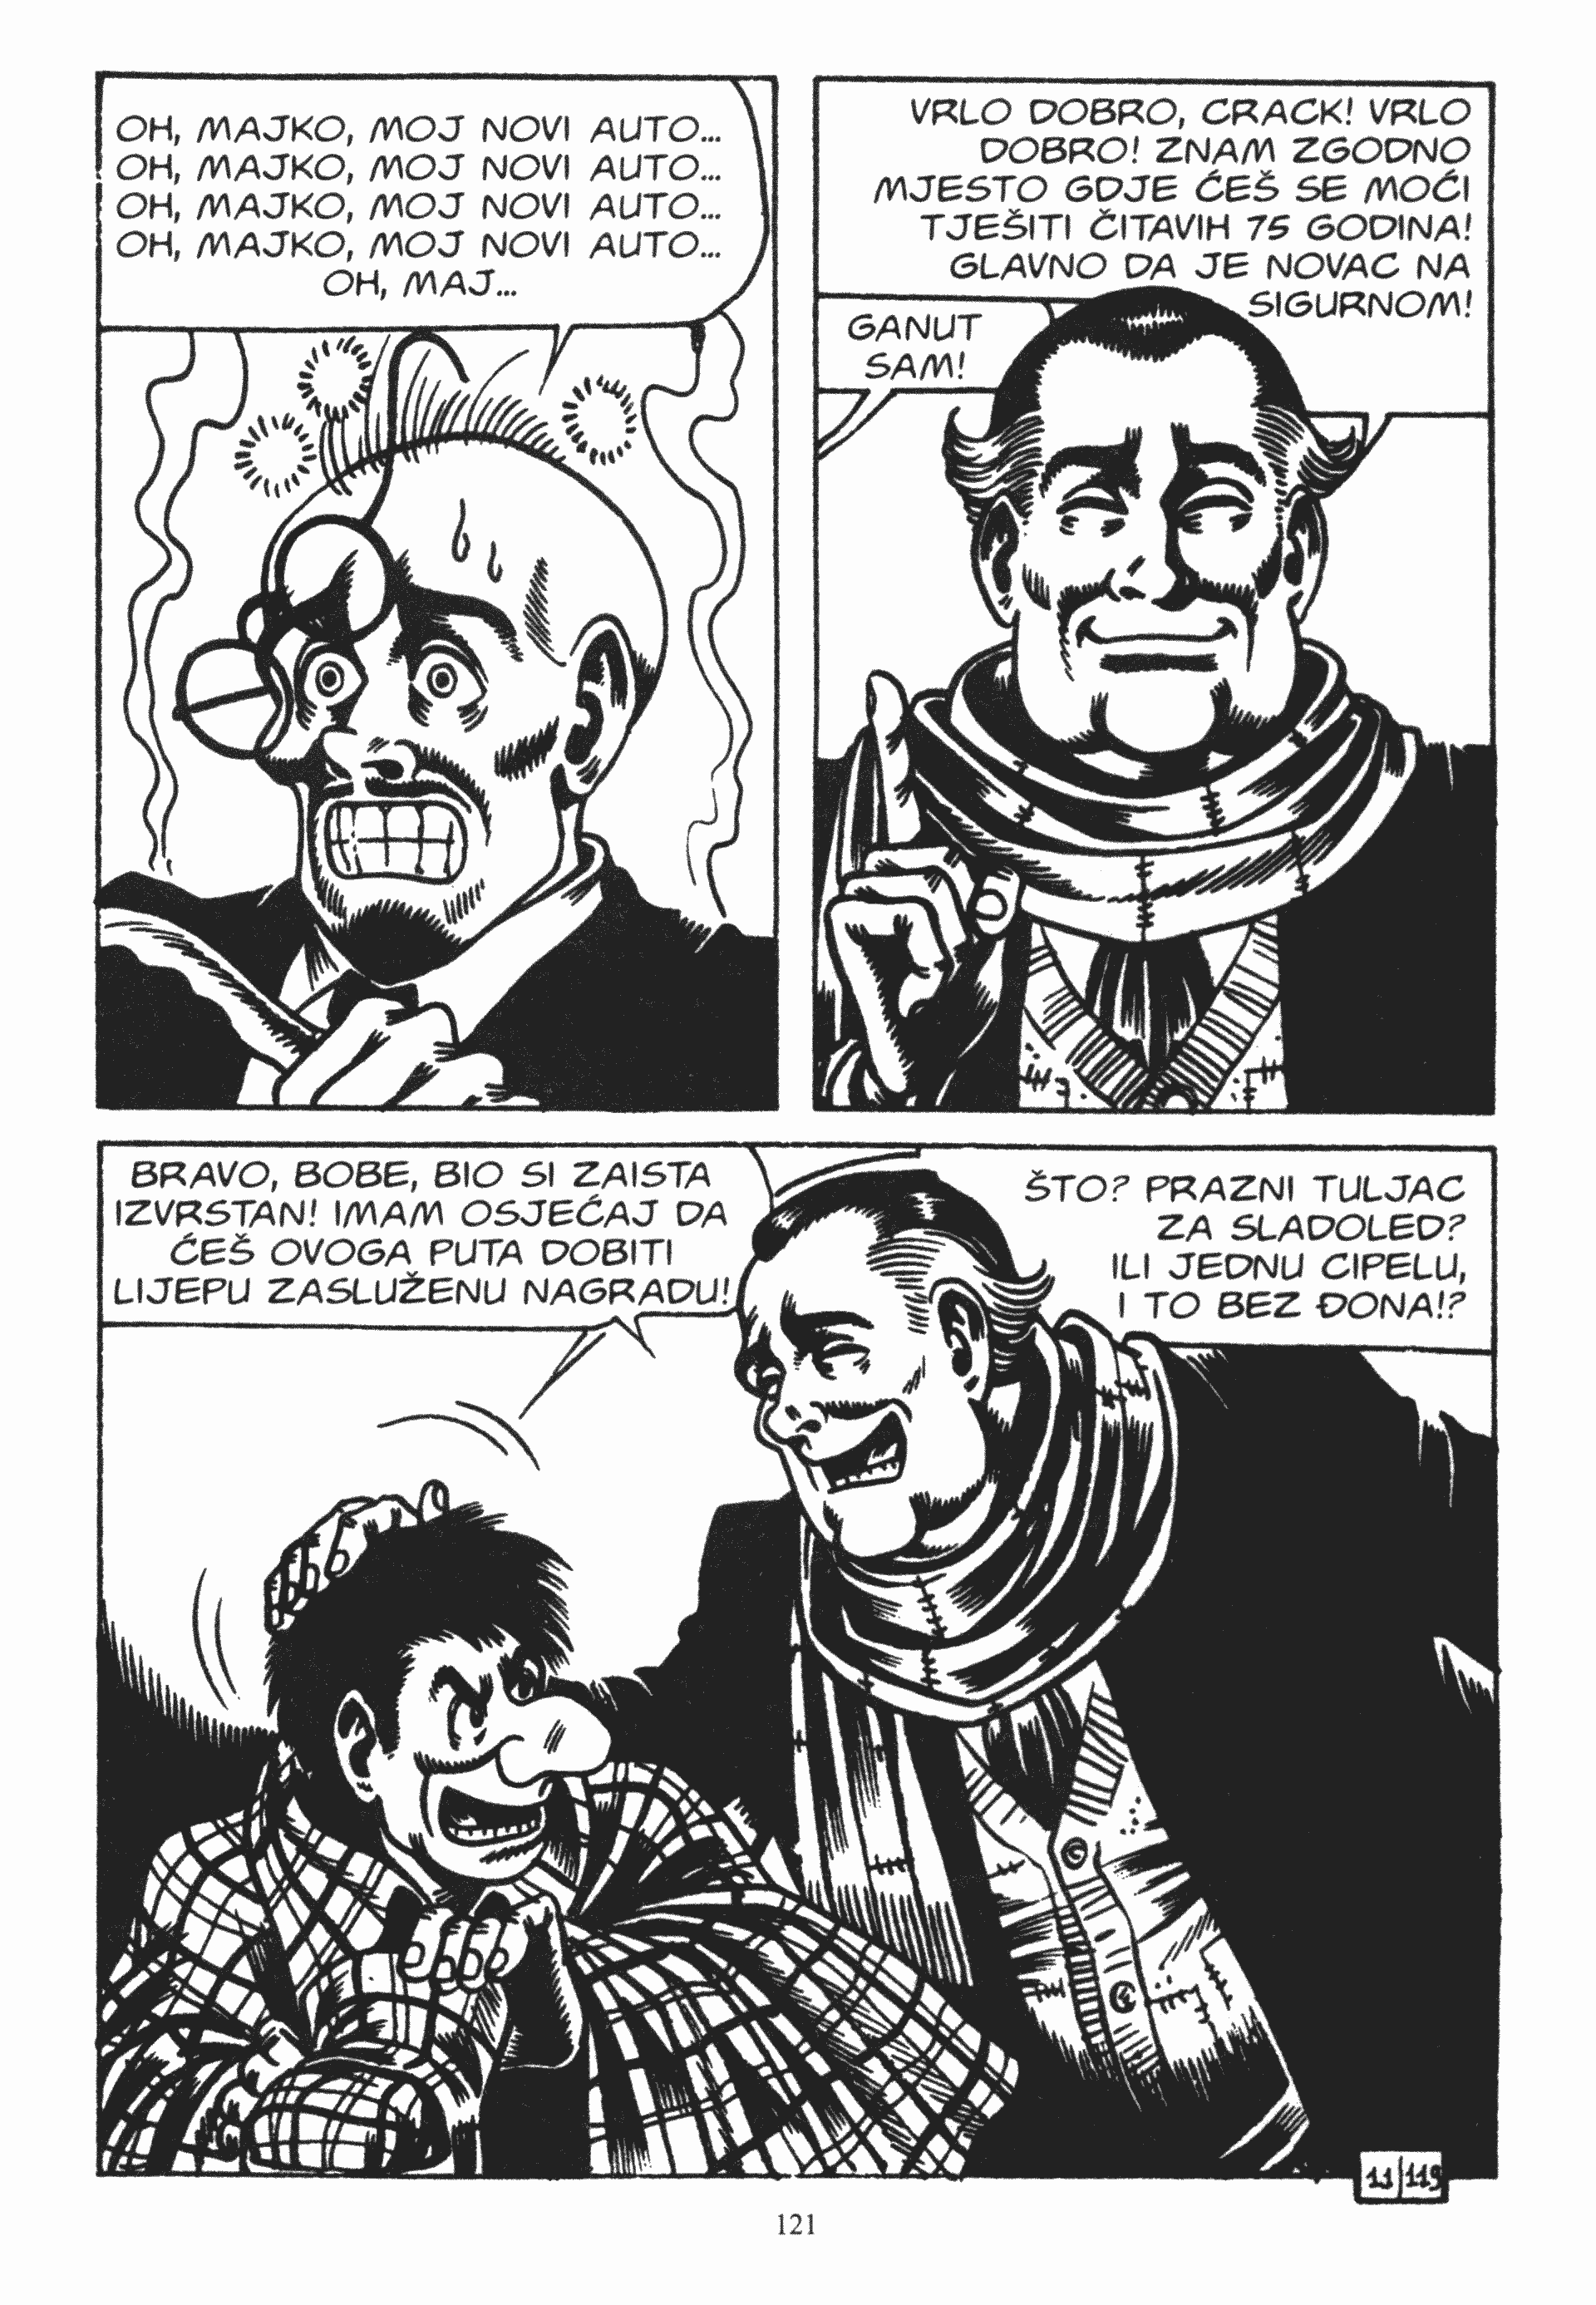 OH, MAJKO, MOJ NOVI AUTO...
OH, MAJKO, MOJ NOVI AUTO...
OH, MAJKO, MOJ NOVI AUTO...
OH, MAJKO, MOJ NOVI AUTO...
OH, MAJ...
VRLO DOBRO, CRACK! VRLO
DOBRO! ZNAM ZGODNO
MJESTO GDJE ĆEŠ SE MOĆI
TJEŠITI ČITAVIH 75 GODINA!
GLAVNO DA JE NOVAC NA
SIGURNOM!
GANUT
SAM!
BRAVO, BOBE, BIO SI ZAISTA
IZVRSTAN! IMAM OSJEĆAJ DA
ĆEŠ OVOGA PUTA DOBITI
LIJEPU ZASLUŽENU NAGRADU!
ŠTO? PRAZNI TULJAC
ZA SLADOLED?
ILI JEDNU CIPELU,
I TO BEZ ĐONA!?
11 119
121